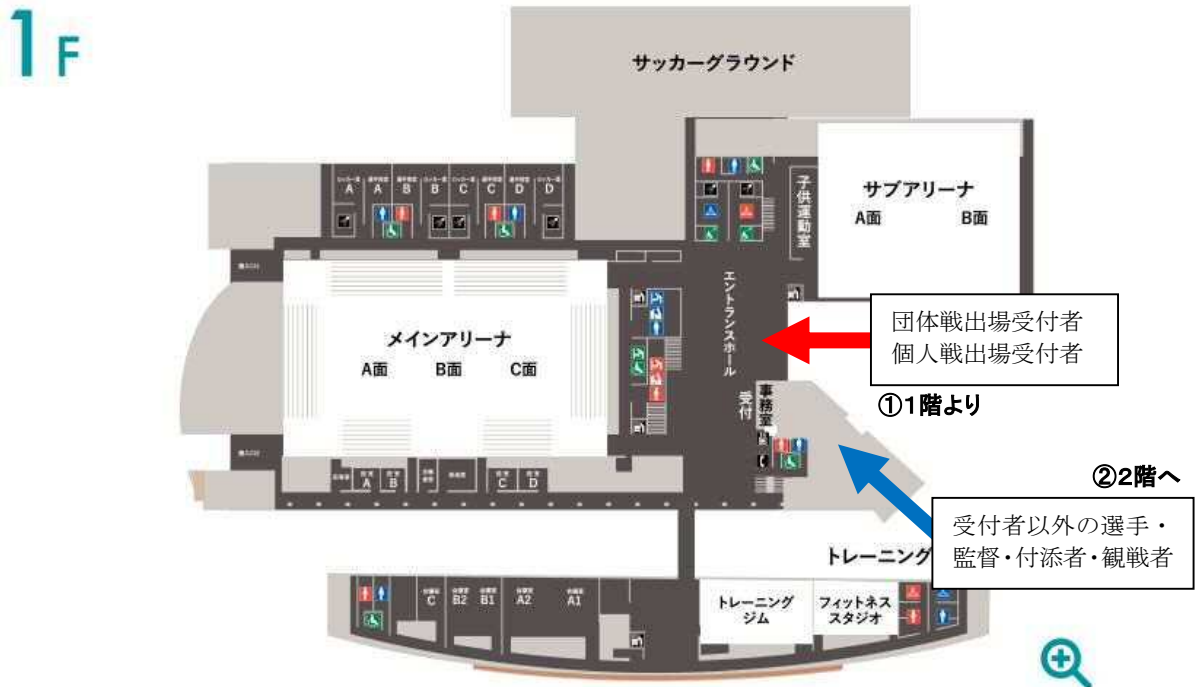 1F
サッカーグラウンド
A A B B C C D D
子供運動室
サブアリーナ
A面 B面
エントランスホール
メインアリーナ
A面 B面 C面
団体戦出場受付者
個人戦出場受付者
①1階より
受付
事務室
A B C D
②2階へ
受付者以外の選手・
監督・付添者・観戦者
トレーニング
C B2 B1 A2 A1
トレーニング
ジム
フィットネス
スタジオ